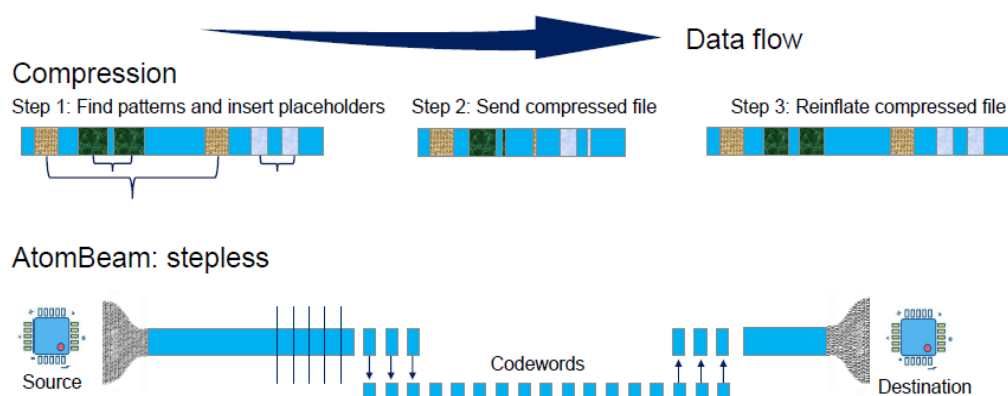 Data flow
Compression
Step 1: Find patterns and insert placeholders
Step 2: Send compressed file
Step 3: Reinflate compressed file
AtomBeam: stepless
Source
Codewords
Destination